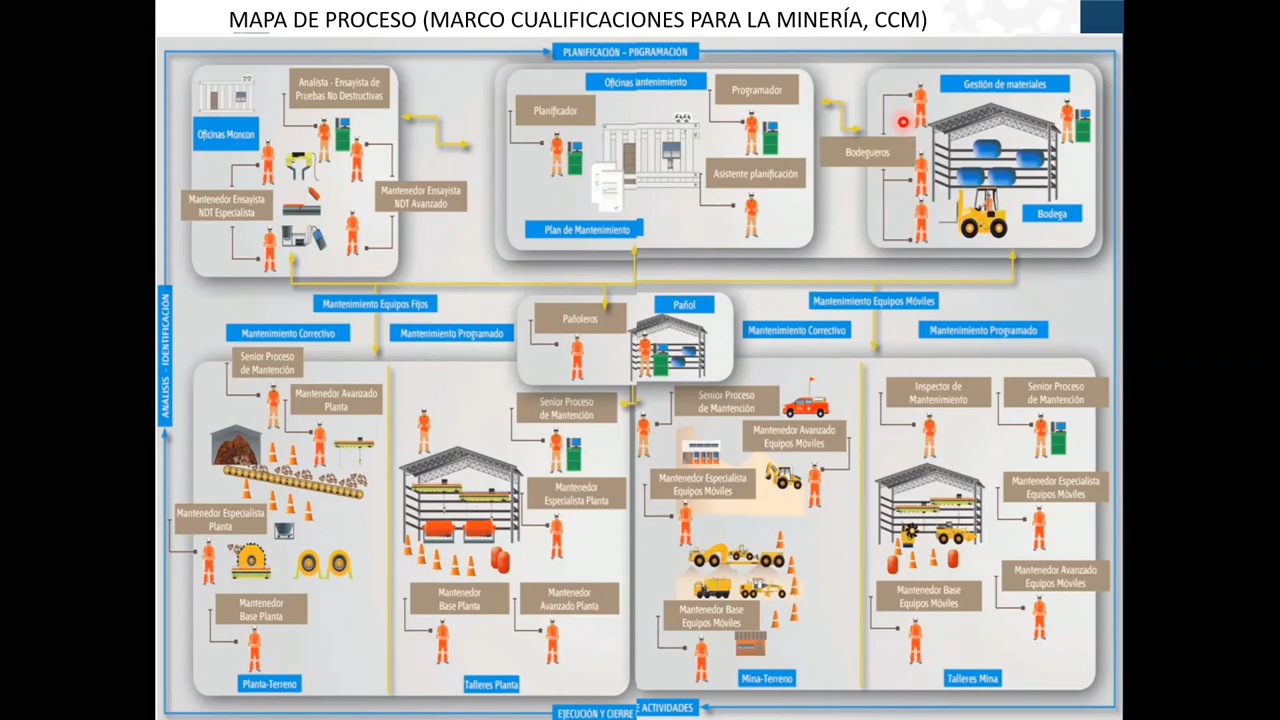 MAPA DE PROCESO (MARCO CUALIFICACIONES PARA LA MINERÍA, CCM)
PLANIFICACIÓN – PROGRAMACIÓN
Analista - Ensayista de
Pruebas No Destructivas
Oficinas Moncon
Mantenedor Ensayista
NDT Especialista
Mantenedor Ensayista
NDT Avanzado
Oficinas
Planificador
Programador
Asistente planificación
Plan de Mantenimiento
Gestión de materiales
Bodegueros
Bodega
ANÁLISIS - IDENTIFICACIÓN
Mantenimiento Equipos Fijos
Mantenimiento Correctivo
Mantenimiento Programado
Pañoleros
Pañol
Mantenimiento Equipos Móviles
Mantenimiento Correctivo
Mantenimiento Programado
Senior Proceso
de Mantención
Mantenedor Avanzado
Planta
Mantenedor Especialista
Planta
Mantenedor
Base Planta
Planta-Terreno
Senior Proceso
de Mantención
Mantenedor
Especialista Planta
Mantenedor
Base Planta
Mantenedor
Avanzado Planta
Talleres Planta
Senior Proceso
de Mantención
Mantenedor Avanzado
Equipos Móviles
Mantenedor Especialista
Equipos Móviles
Mantenedor Base
Equipos Móviles
Mina-Terreno
Inspector de
Mantenimiento
Senior Proceso
de Mantención
Mantenedor Especialista
Equipos Móviles
Mantenedor Avanzado
Equipos Móviles
Mantenedor Base
Equipos Móviles
Talleres Mina
EJECUCIÓN Y CIERRE
E ACTIVIDADES